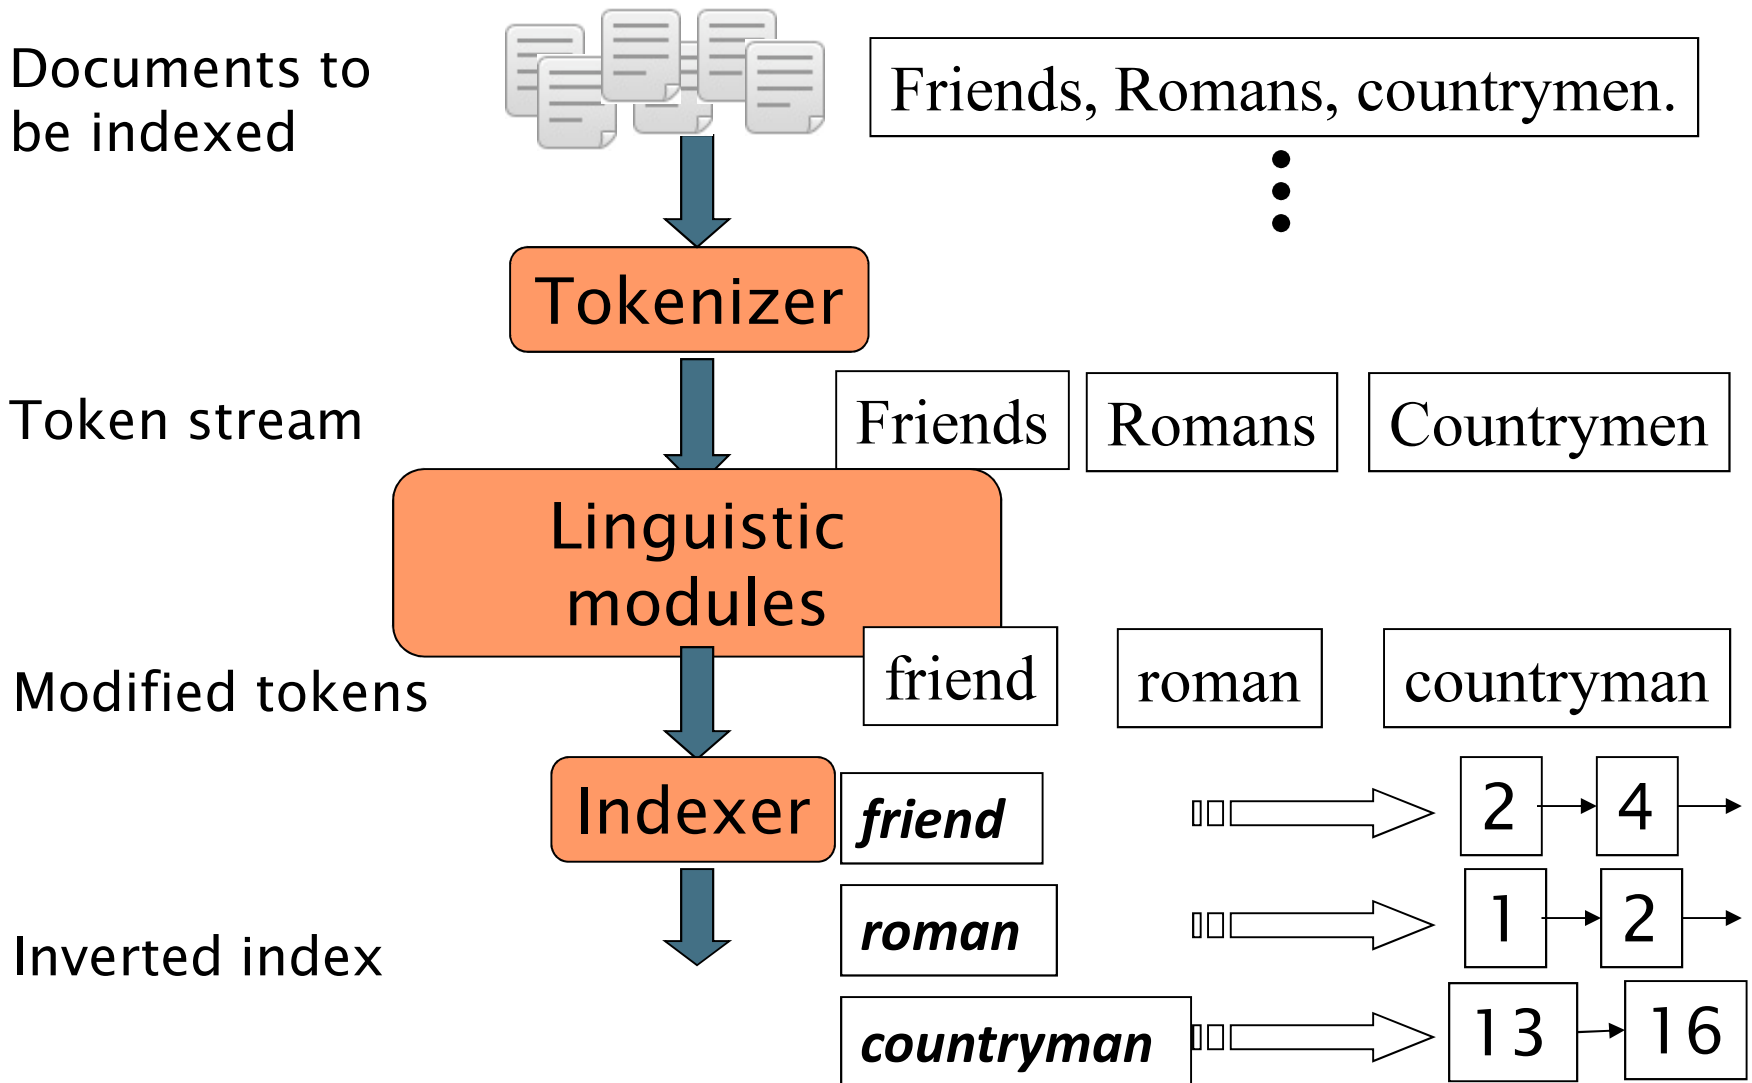 Documents to
be indexed
Friends, Romans, countrymen.
Tokenizer
Token stream
Friends
Romans
Countrymen
Linguistic
modules
Modified tokens
friend
roman
countryman
Indexer
friend
2
4
roman
1
2
Inverted index
countryman
13
16